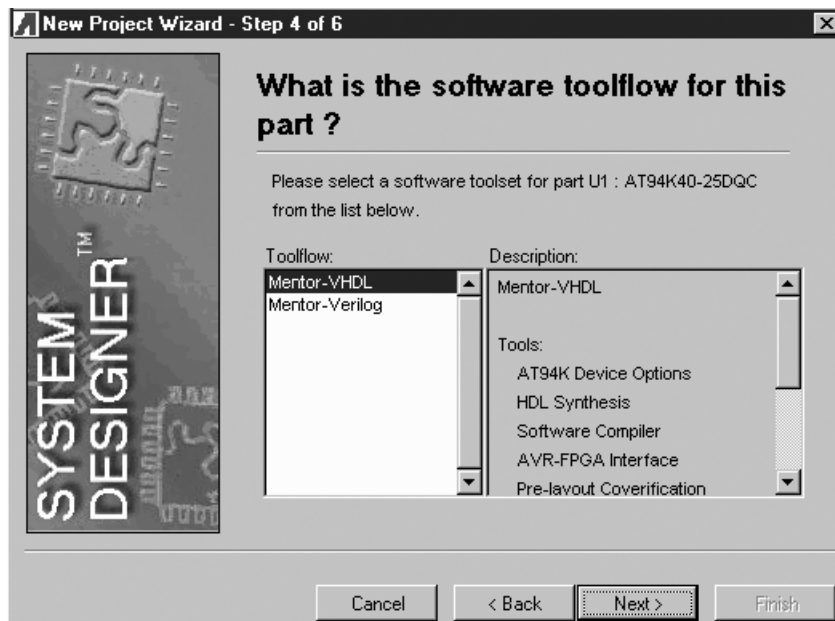 New Project Wizard - Step 4 of 6
SYSTEM
DESIGNER™
What is the software toolflow for this
part ?
Please select a software toolset for part U1 : AT94K40-25DQC
from the list below.
Toolflow:
Mentor-VHDL
Mentor-Verilog
Description:
Mentor-VHDL
Tools:
AT94K Device Options
HDL Synthesis
Software Compiler
AVR-FPGA Interface
Pre-layout Coverification
Cancel
< Back
Next >
Finish